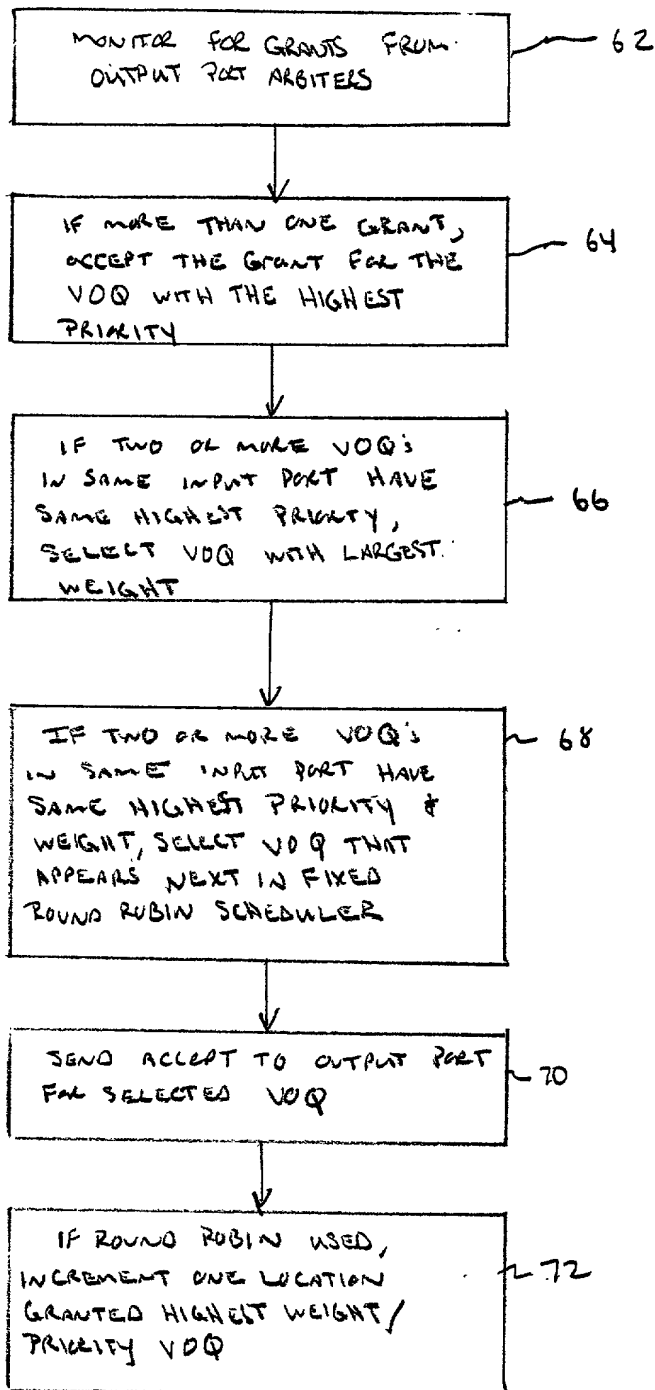 MONITOR FOR GRANTS FROM
OUTPUT PORT ARBITERS
62
IF MORE THAN ONE GRANT,
ACCEPT THE GRANT FOR THE
VOQ WITH THE HIGHEST
PRIORITY
64
IF TWO OR MORE VOQ's
IN SAME INPUT PORT HAVE
SAME HIGHEST PRIORITY,
SELECT VOQ WITH LARGEST
WEIGHT
66
IF TWO OR MORE VOQ's
IN SAME INPUT PORT HAVE
SAME HIGHEST PRIORITY &
WEIGHT, SELECT VOQ THAT
APPEARS NEXT IN FIXED
ROUND ROBIN SCHEDULER
68
SEND ACCEPT TO OUTPUT PORT
FOR SELECTED VOQ
70
IF ROUND ROBIN USED,
INCREMENT ONE LOCATION
GRANTED HIGHEST WEIGHT/
PRIORITY VOQ
72